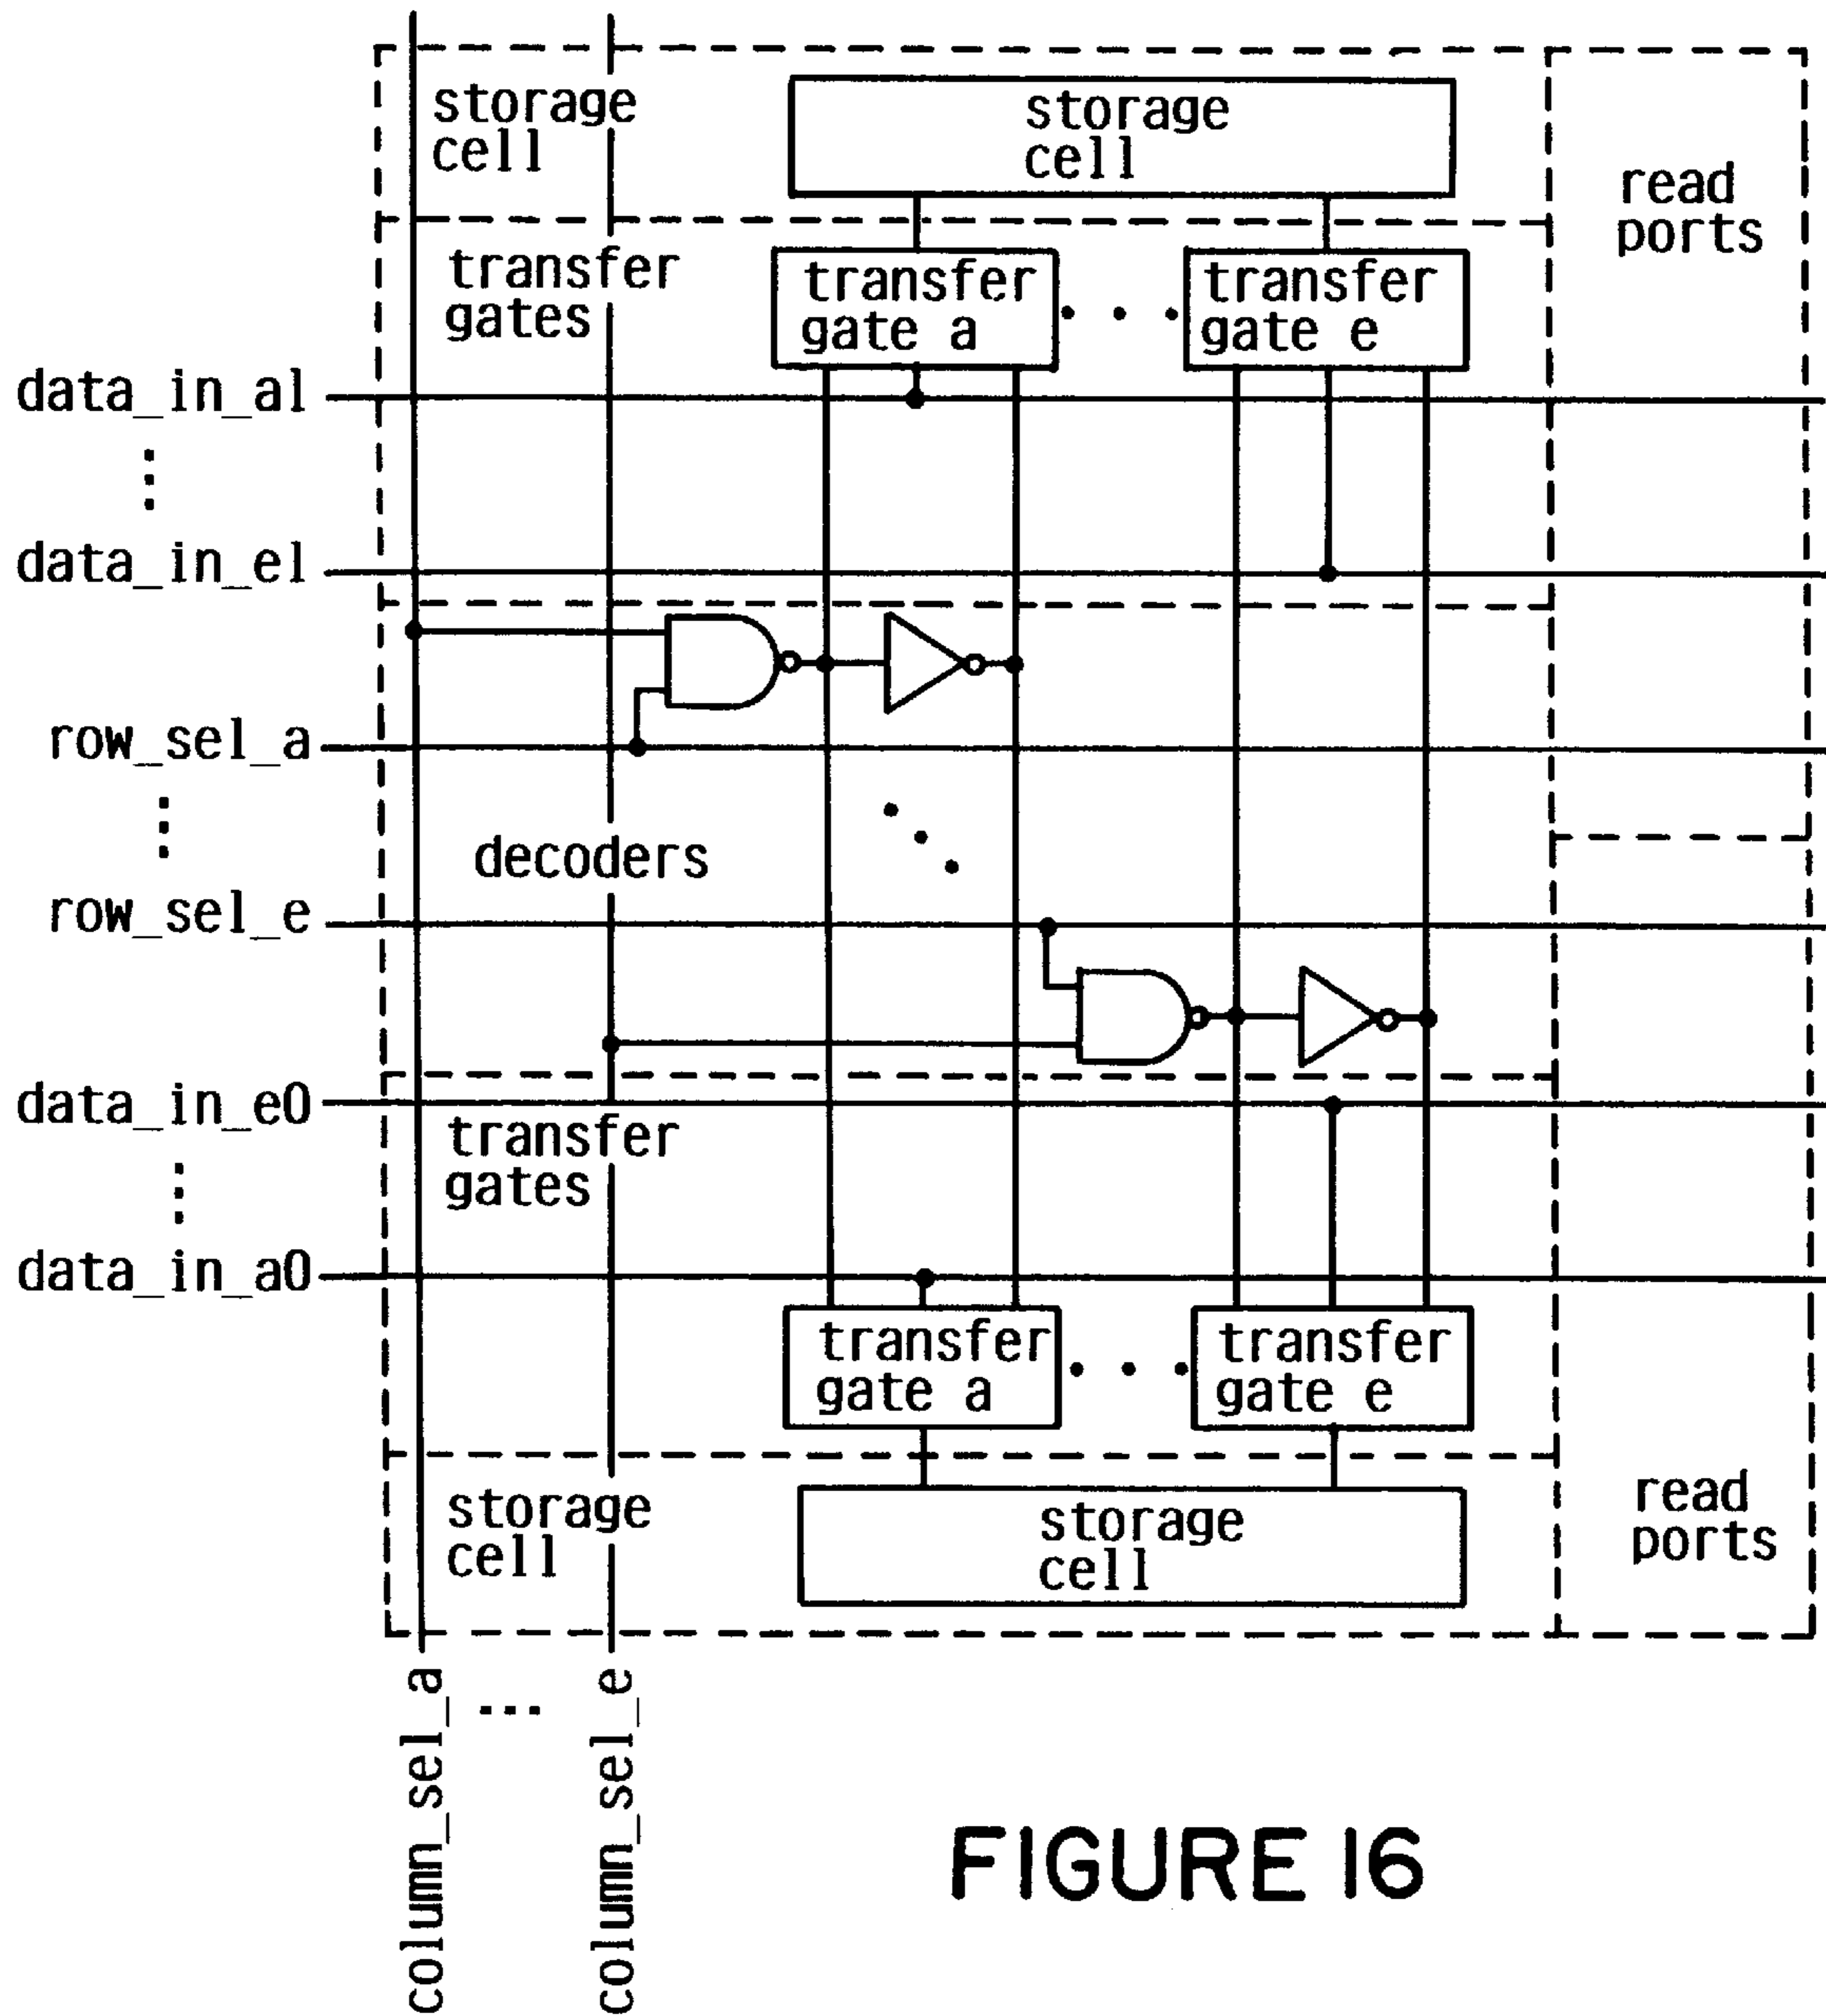 storage
cell
storage
cell
read
ports
transfer
gates
transfer
gate a
transfer
gate e
data_in_a1
data_in_e1
row_sel_a
decoders
row_sel_e
data_in_e0
transfer
gates
data_in_a0
transfer
gate a
transfer
gate e
storage
cell
storage
cell
read
ports
column_sel_a
column_sel_e
FIGURE 16